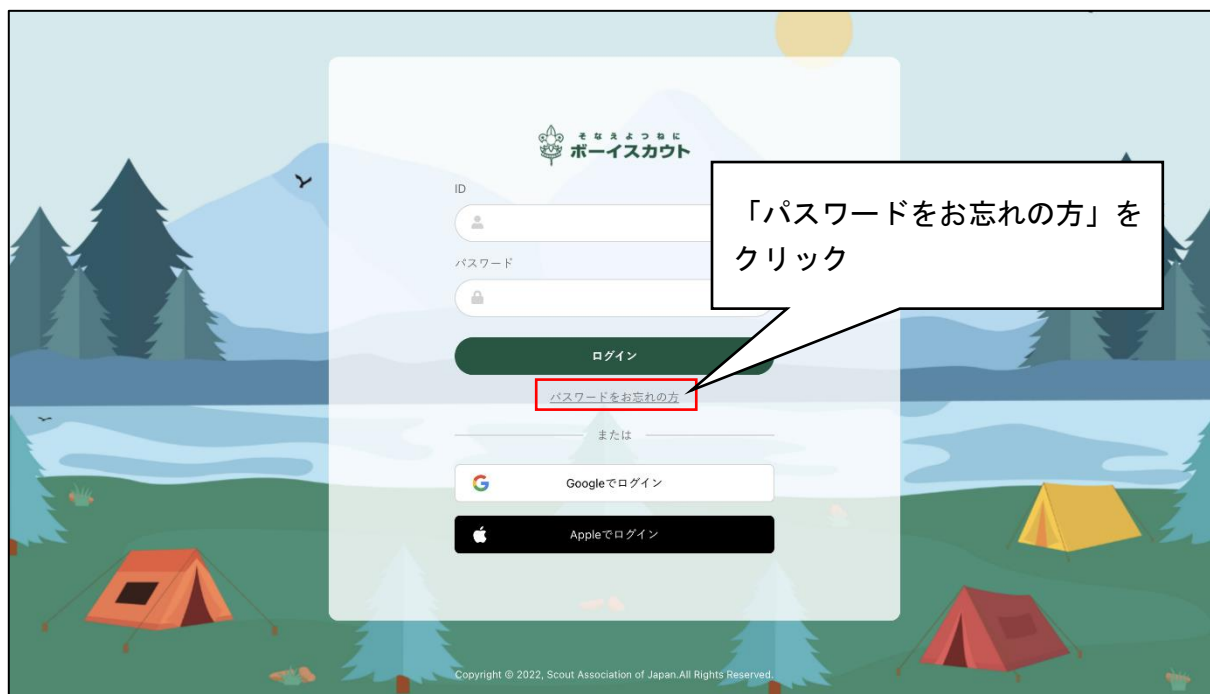 そなえよつねに
ボーイスカウト
ID
パスワード
「パスワードをお忘れの方」を
クリック
ログイン
パスワードをお忘れの方
または
Googleでログイン
Appleでログイン
Copyright © 2022, Scout Association of Japan.All Rights Reserved.